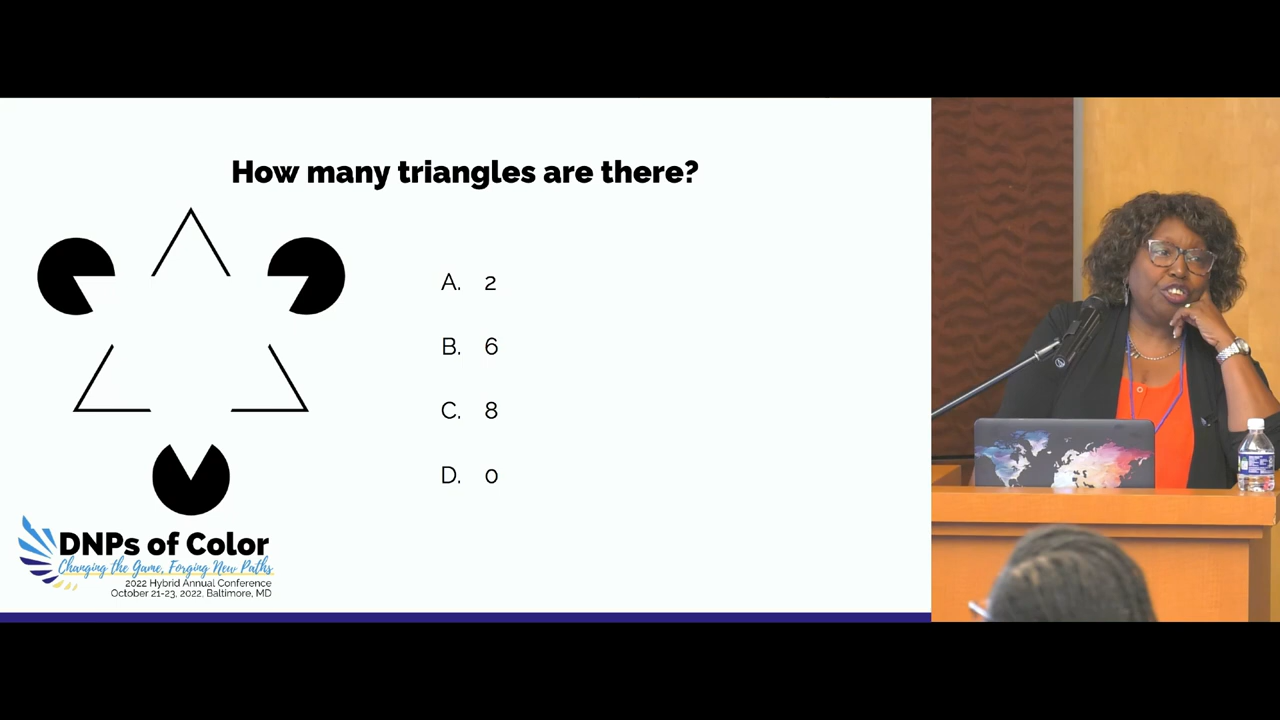 How many triangles are there?
A. 2
B. 6
C. 8
D. 0
DNPs of Color
Changing the Game, Forging New Paths
2022 Hybrid Annual Conference
October 21-23, 2022, Baltimore, MD